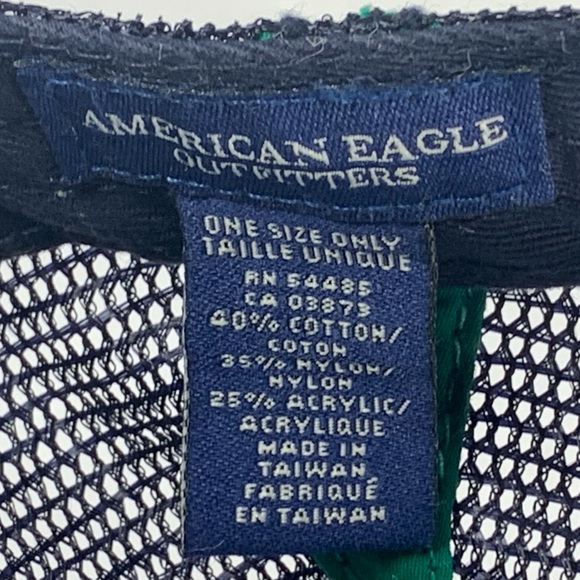 AMERICAN EAGLE
OUTFITTERS
ONE SIZE ONLY
TAILLE UNIQUE
RN 54485
CA 03873
40% COTTON/
COTON
35% NYLON/
NYLON
25% ACRYLIC/
ACRYLIQUE
MADE IN
TAIWAN
FABRIQUÉ
EN TAIWAN